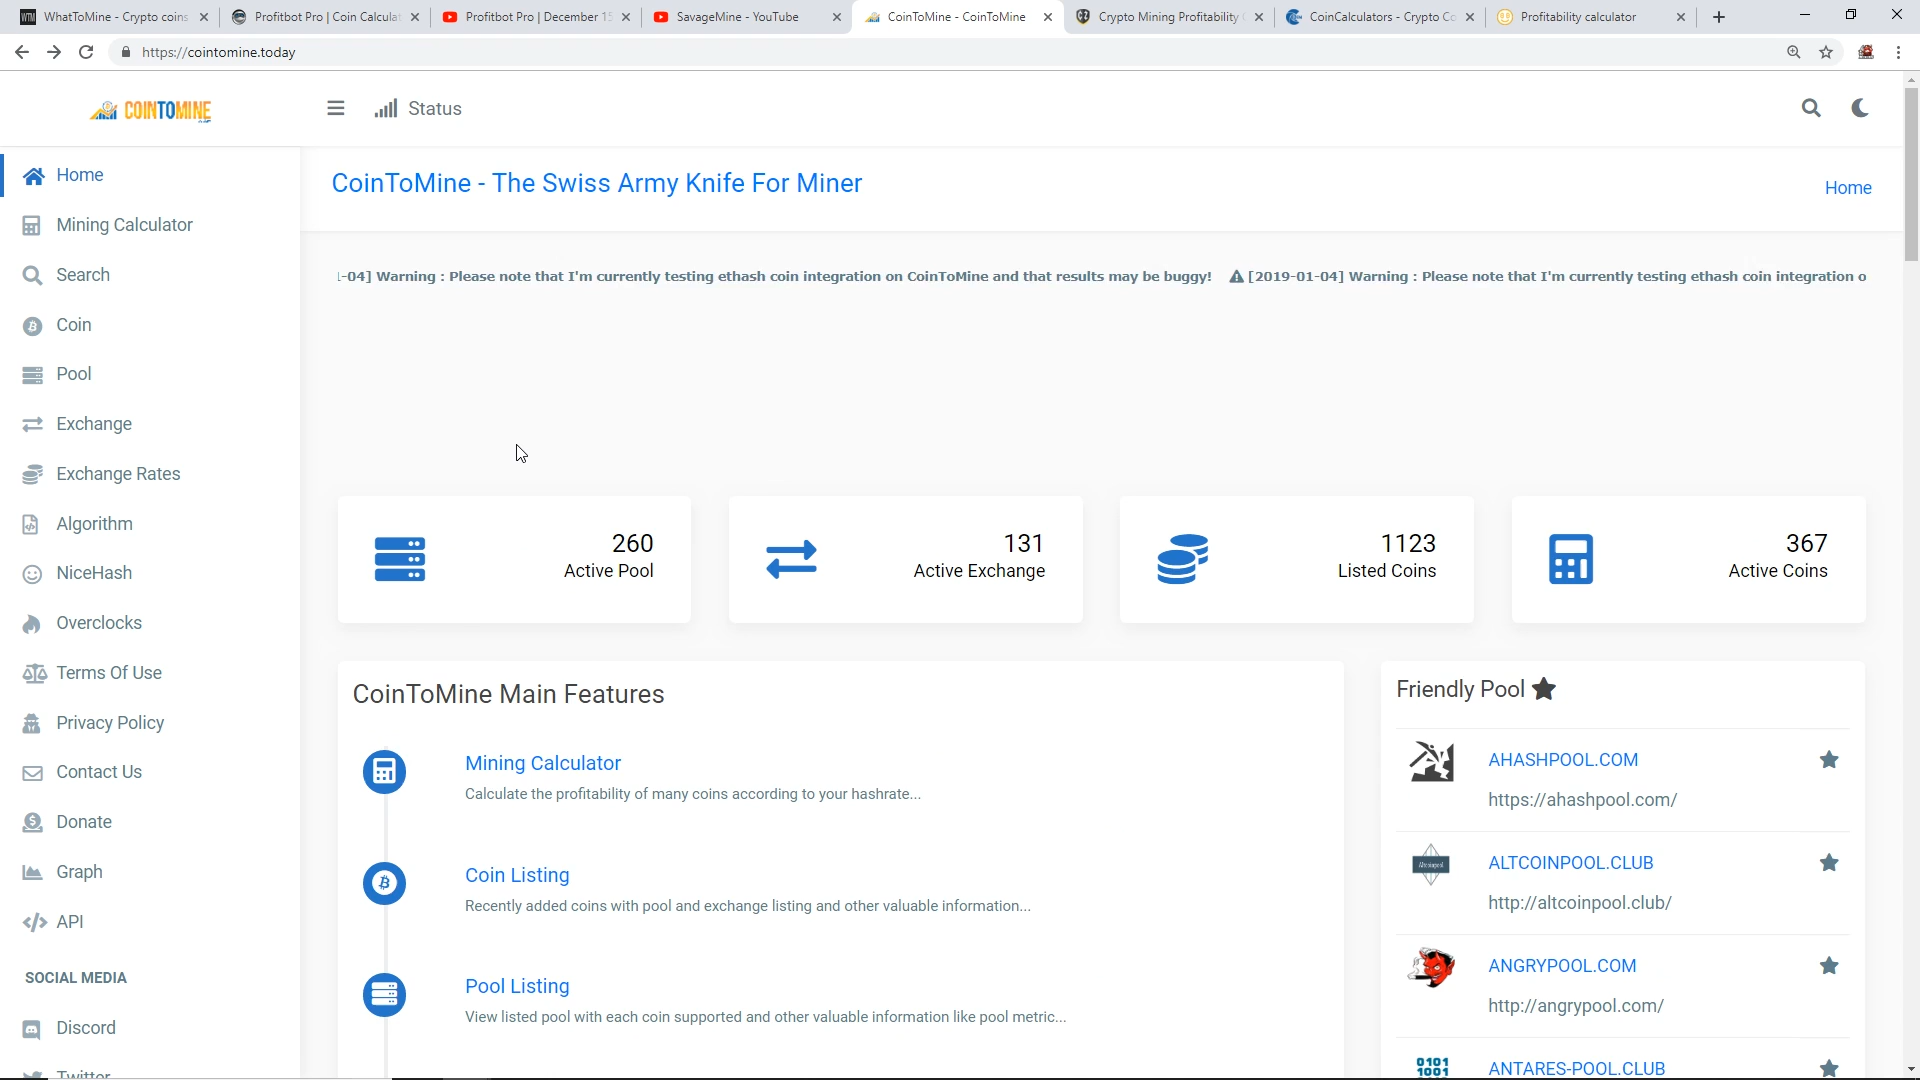 WhatToMine - Crypto coins
Profitbot Pro | Coin Calculat
Profitbot Pro | December 15
SavageMine - YouTube
CoinToMine - CoinToMine
Crypto Mining Profitability
CoinCalculators - Crypto Co
Profitability calculator
https://cointomine.today
COINTOMINE
Status
Home
Mining Calculator
Search
Coin
Pool
Exchange
Exchange Rates
Algorithm
NiceHash
Overclocks
Terms Of Use
Privacy Policy
Contact Us
Donate
Graph
API
SOCIAL MEDIA
Discord
Twitter
CoinToMine - The Swiss Army Knife For Miner
Home
1-04] Warning : Please note that I'm currently testing ethash coin integration on CoinToMine and that results may be buggy! [2019-01-04] Warning : Please note that I'm currently testing ethash coin integration o
260
Active Pool
131
Active Exchange
1123
Listed Coins
367
Active Coins
CoinToMine Main Features
Mining Calculator
Calculate the profitability of many coins according to your hashrate...
Coin Listing
Recently added coins with pool and exchange listing and other valuable information...
Pool Listing
View listed pool with each coin supported and other valuable information like pool metric...
Friendly Pool
AHASHPOOL.COM
https://ahashpool.com/
ALTCOINPOOL.CLUB
http://altcoinpool.club/
ANGRYPOOL.COM
http://angrypool.com/
0101
1001
ANTARES-POOL.CLUB